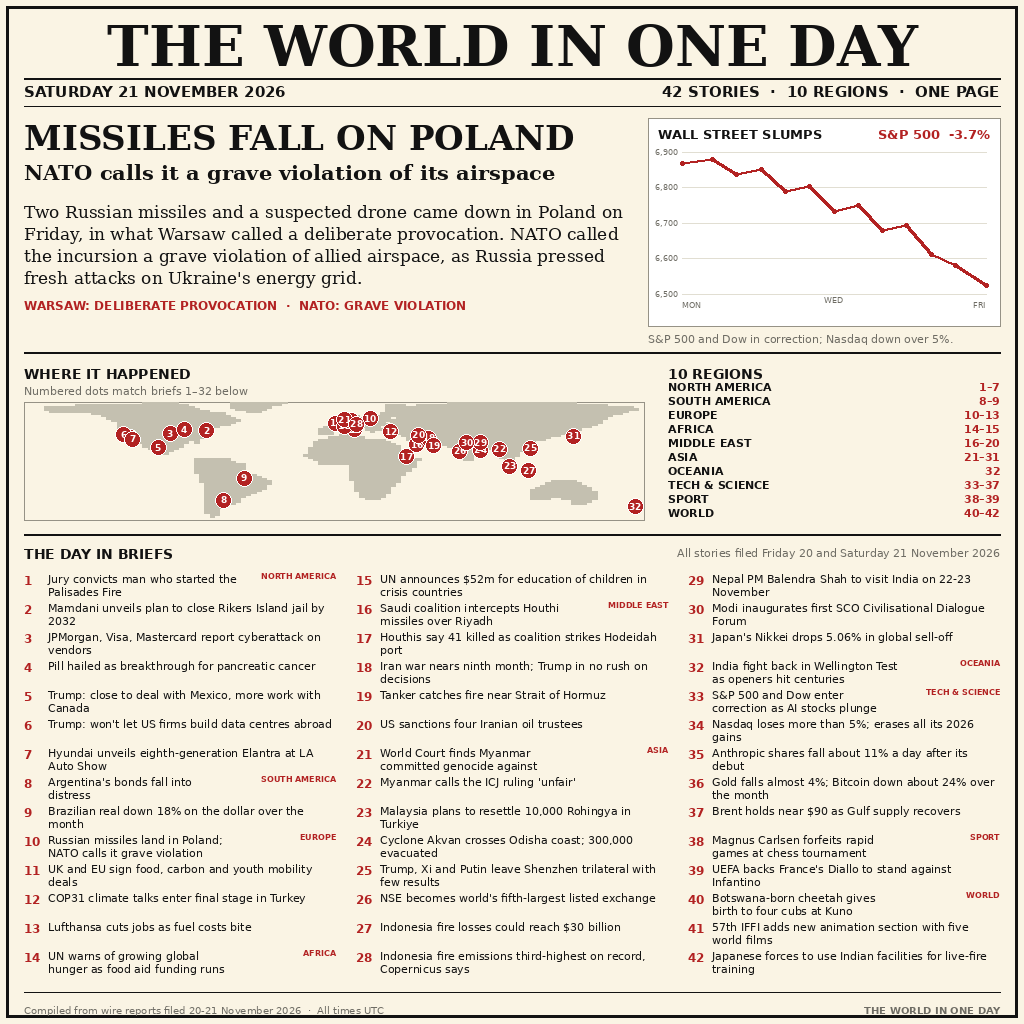 THE WORLD IN ONE DAY
SATURDAY 21 NOVEMBER 2026
42 STORIES · 10 REGIONS · ONE PAGE
MISSILES FALL ON POLAND
NATO calls it a grave violation of its airspace
Two Russian missiles and a suspected drone came down in Poland on
Friday, in what Warsaw called a deliberate provocation. NATO called
the incursion a grave violation of allied airspace, as Russia pressed
fresh attacks on Ukraine's energy grid.
WARSAW: DELIBERATE PROVOCATION · NATO: GRAVE VIOLATION
WALL STREET SLUMPS
S&P 500 -3.7%
6,900
6,800
6,700
6,600
6,500
MON
WED
FRI
S&P 500 and Dow in correction; Nasdaq down over 5%.
WHERE IT HAPPENED
Numbered dots match briefs 1–32 below
7
3
4
2
5
9
8
28
10
12
20
19
17
30
29
22
25
31
23
27
32
10 REGIONS
NORTH AMERICA 1–7
SOUTH AMERICA 8–9
EUROPE 10–13
AFRICA 14–15
MIDDLE EAST 16–20
ASIA 21–31
OCEANIA 32
TECH & SCIENCE 33–37
SPORT 38–39
WORLD 40–42
THE DAY IN BRIEFS
All stories filed Friday 20 and Saturday 21 November 2026
1 Jury convicts man who started the NORTH AMERICA
Palisades Fire
2 Mamdani unveils plan to close Rikers Island jail by
2032
3 JPMorgan, Visa, Mastercard report cyberattack on
vendors
4 Pill hailed as breakthrough for pancreatic cancer
5 Trump: close to deal with Mexico, more work with
Canada
6 Trump: won't let US firms build data centres abroad
7 Hyundai unveils eighth-generation Elantra at LA
Auto Show
8 Argentina's bonds fall into SOUTH AMERICA
distress
9 Brazilian real down 18% on the dollar over the
month
10 Russian missiles land in Poland; EUROPE
NATO calls it grave violation
11 UK and EU sign food, carbon and youth mobility
deals
12 COP31 climate talks enter final stage in Turkey
13 Lufthansa cuts jobs as fuel costs bite
14 UN warns of growing global AFRICA
hunger as food aid funding runs
15 UN announces $52m for education of children in
crisis countries
16 Saudi coalition intercepts Houthi MIDDLE EAST
missiles over Riyadh
17 Houthis say 41 killed as coalition strikes Hodeidah
port
18 Iran war nears ninth month; Trump in no rush on
decisions
19 Tanker catches fire near Strait of Hormuz
20 US sanctions four Iranian oil trustees
21 World Court finds Myanmar ASIA
committed genocide against
22 Myanmar calls the ICJ ruling 'unfair'
23 Malaysia plans to resettle 10,000 Rohingya in
Turkiye
24 Cyclone Akvan crosses Odisha coast; 300,000
evacuated
25 Trump, Xi and Putin leave Shenzhen trilateral with
few results
26 NSE becomes world's fifth-largest listed exchange
27 Indonesia fire losses could reach $30 billion
28 Indonesia fire emissions third-highest on record,
Copernicus says
29 Nepal PM Balendra Shah to visit India on 22-23
November
30 Modi inaugurates first SCO Civilisational Dialogue
Forum
31 Japan's Nikkei drops 5.06% in global sell-off
32 India fight back in Wellington Test OCEANIA
as openers hit centuries
33 S&P 500 and Dow enter TECH & SCIENCE
correction as AI stocks plunge
34 Nasdaq loses more than 5%; erases all its 2026
gains
35 Anthropic shares fall about 11% a day after its
debut
36 Gold falls almost 4%; Bitcoin down about 24% over
the month
37 Brent holds near $90 as Gulf supply recovers
38 Magnus Carlsen forfeits rapid SPORT
games at chess tournament
39 UEFA backs France's Diallo to stand against
Infantino
40 Botswana-born cheetah gives WORLD
birth to four cubs at Kuno
41 57th IFFI adds new animation section with five
world films
42 Japanese forces to use Indian facilities for live-fire
training
Compiled from wire reports filed 20-21 November 2026 · All times UTC
THE WORLD IN ONE DAY